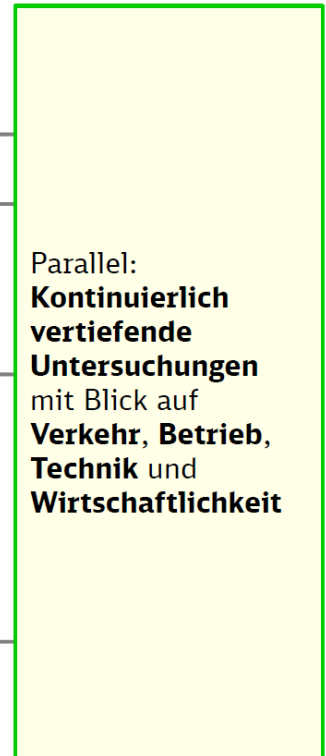 Parallel:
Kontinuierlich
vertiefende
Untersuchungen
mit Blick auf
Verkehr, Betrieb,
Technik und
Wirtschaftlichkeit